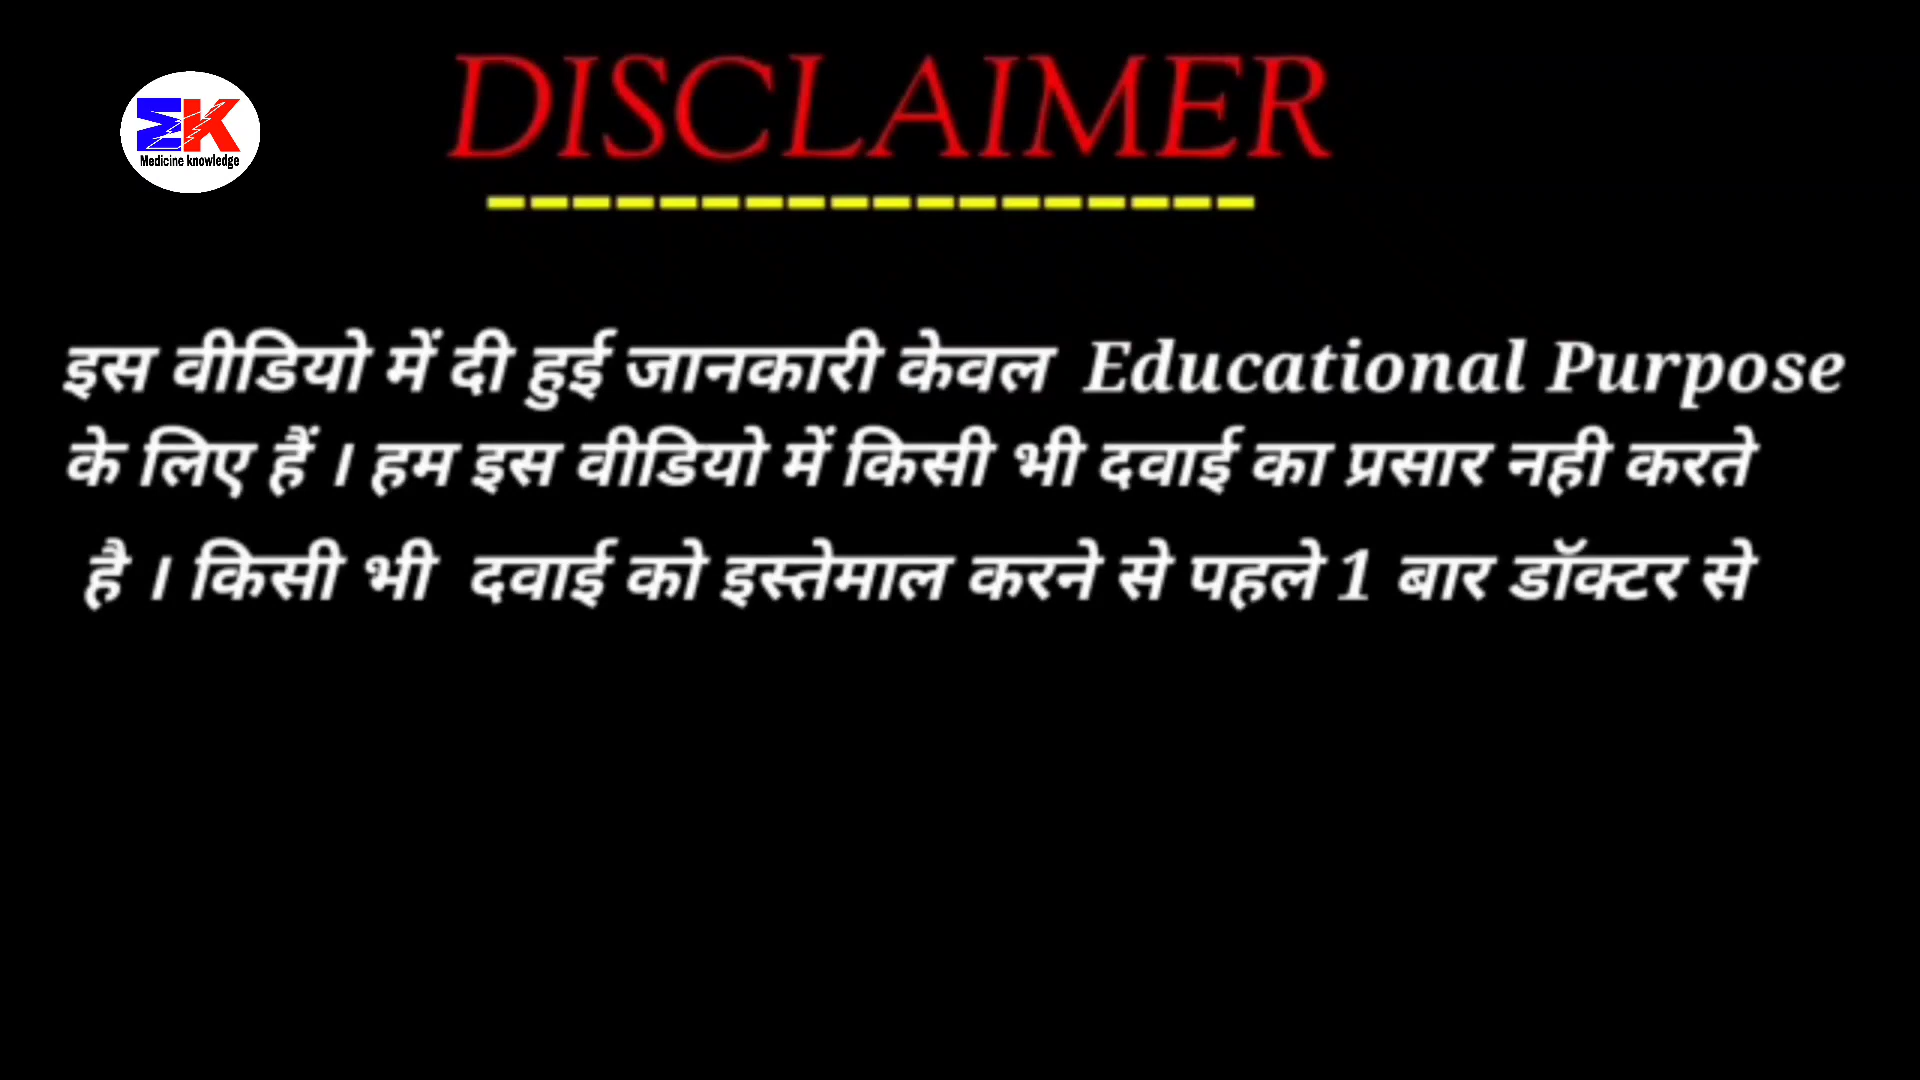 DISCLAIMER
MK
Medicine knowledge
इस वीडियो में दी हुई जानकारी केवल Educational Purpose
के लिए हैं । हम इस वीडियो में किसी भी दवाई का प्रसार नही करते
है । किसी भी दवाई को इस्तेमाल करने से पहले 1 बार डॉक्टर से